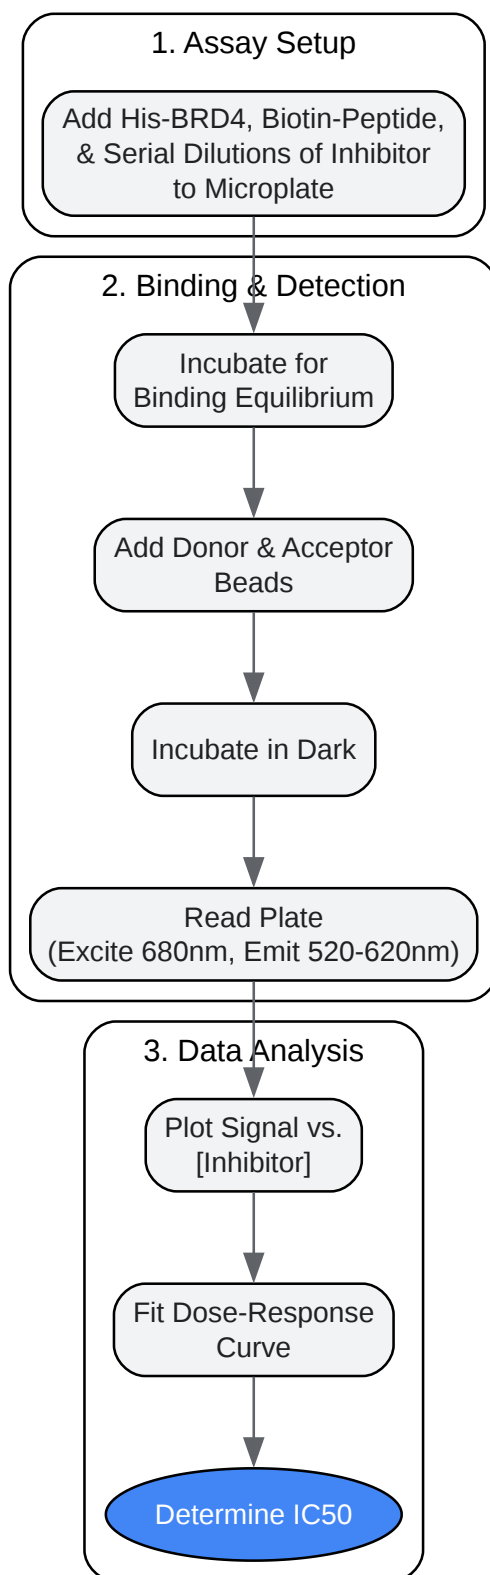 1. Assay Setup
Add His-BRD4, Biotin-Peptide,
& Serial Dilutions of Inhibitor
to Microplate
2. Binding & Detection
Incubate for
Binding Equilibrium
Add Donor & Acceptor
Beads
Incubate in Dark
Read Plate
(Excite 680nm, Emit 520-620nm)
3. Data Analysis
Plot Signal vs.
[Inhibitor]
Fit Dose-Response
Curve
Determine IC50